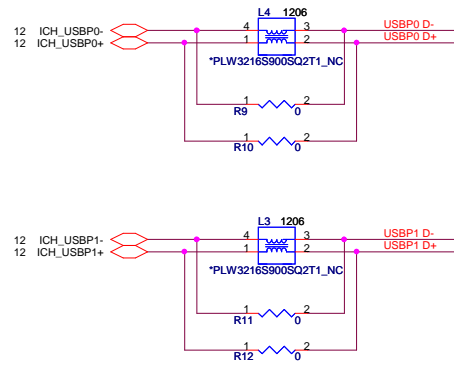 L4 1206
12 ICH_USBP0- 4 3 USBP0 D-
12 ICH_USBP0+ 1 2 USBP0 D+
*PLW3216S900SQ2T1_NC
1 2
R9 0
1 2
R10 0
L3 1206
12 ICH_USBP1- 4 3 USBP1 D-
12 ICH_USBP1+ 1 2 USBP1 D+
*PLW3216S900SQ2T1_NC
1 2
R11 0
1 2
R12 0